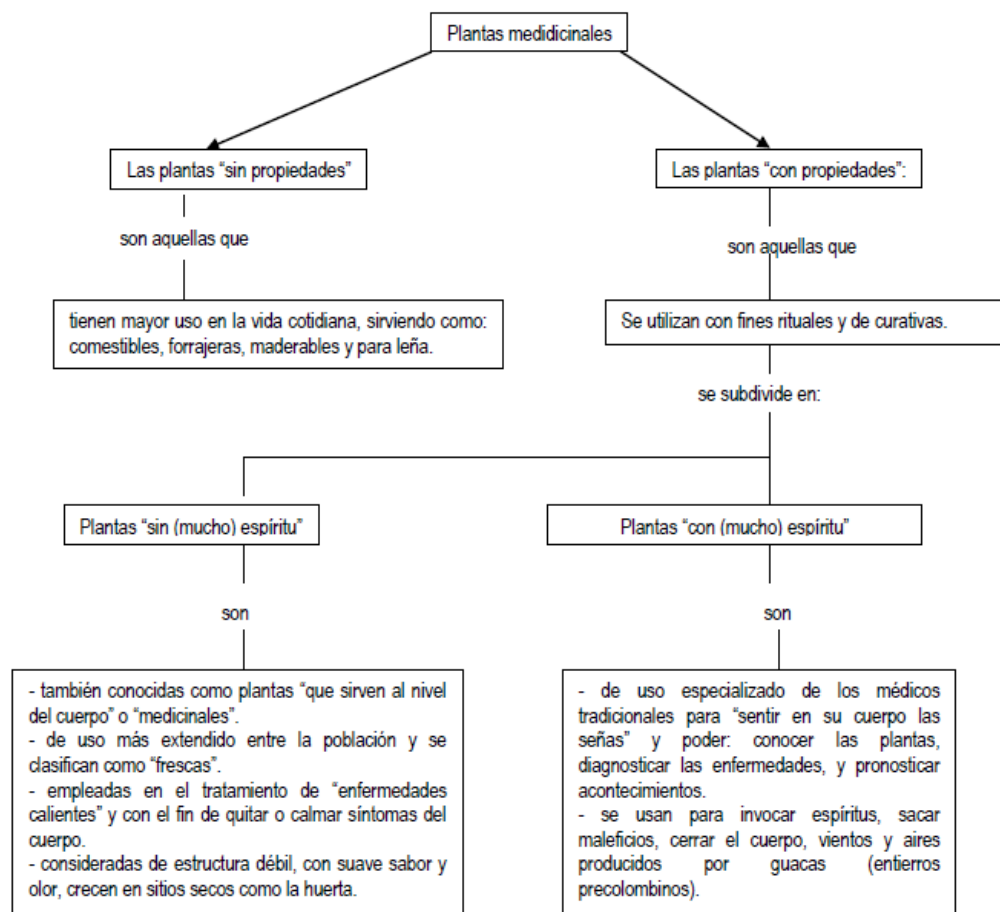 Plantas medidicinales
Las plantas “sin propiedades”
Las plantas “con propiedades”:
son aquellas que
son aquellas que
tienen mayor uso en la vida cotidiana, sirviendo como:
comestibles, forrajeras, maderables y para leña.
Se utilizan con fines rituales y de curativas.
se subdivide en:
Plantas “sin (mucho) espíritu”
Plantas “con (mucho) espíritu”
son
son
- también conocidas como plantas “que sirven al nivel
del cuerpo” o “medicinales”.
- de uso más extendido entre la población y se
clasifican como “frescas”.
- empleadas en el tratamiento de “enfermedades
calientes” y con el fin de quitar o calmar síntomas del
cuerpo.
- consideradas de estructura débil, con suave sabor y
olor, crecen en sitios secos como la huerta.
- de uso especializado de los médicos
tradicionales para “sentir en su cuerpo las
señas” y poder: conocer las plantas,
diagnosticar las enfermedades, y pronosticar
acontecimientos.
- se usan para invocar espíritus, sacar
maleficios, cerrar el cuerpo, vientos y aires
producidos por guacas (entierros
precolombinos).